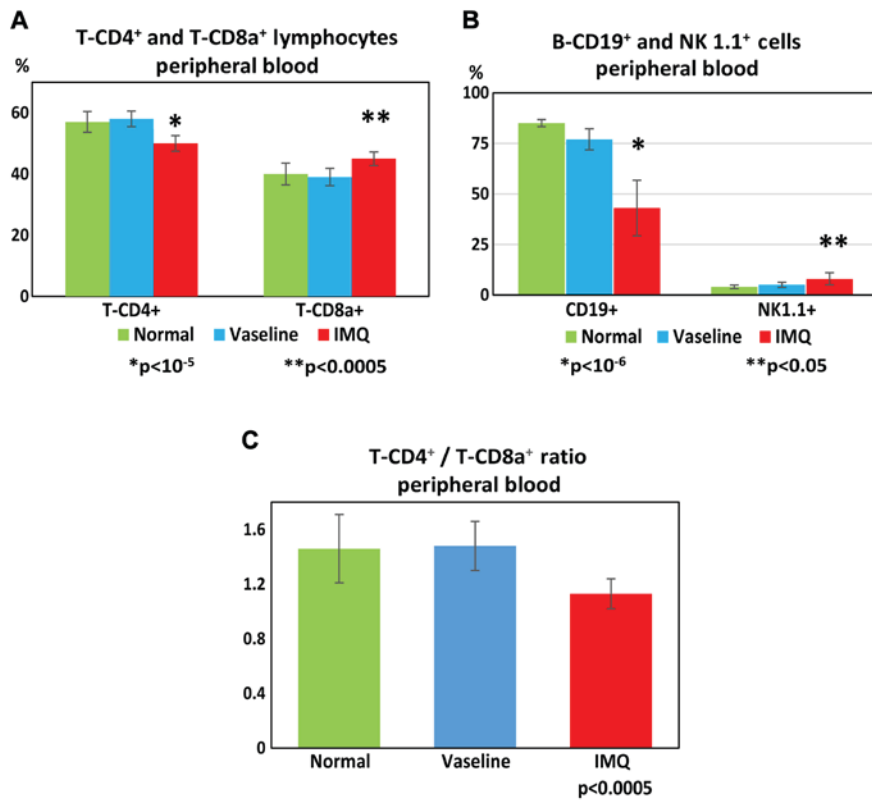 A
T-CD4⁺ and T-CD8a⁺ lymphocytes
peripheral blood
%
60
40
20
0
*
**
T-CD4+ T-CD8a+
Normal Vaseline IMQ
*p<10⁻⁵ **p<0.0005
B
B-CD19⁺ and NK 1.1⁺ cells
peripheral blood
%
100
75
50
25
0
*
**
CD19+ NK1.1+
Normal Vaseline IMQ
*p<10⁻⁶ **p<0.05
C
T-CD4⁺ / T-CD8a⁺ ratio
peripheral blood
1.6
1.2
0.8
0.4
0
Normal Vaseline IMQ
p<0.0005